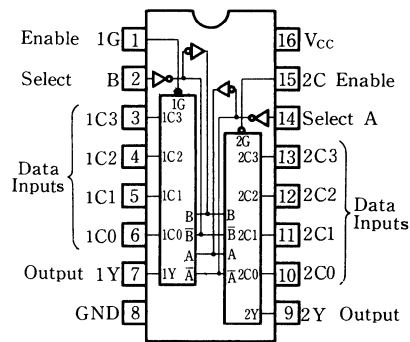 Enable 1G 1
Select B 2
1C3 3
1C2 4
1C1 5
1C0 6
Data
Inputs
Output 1Y 7
GND 8
1G
1C3
1C2
1C1
1C0
1Y
B
B̅
A
A̅
2G
2C3
2C2
2C1
2C0
2Y
B
B̅
A
A̅
16 VCC
15 2C Enable
14 Select A
13 2C3
12 2C2
11 2C1
10 2C0
Data
Inputs
9 2Y Output